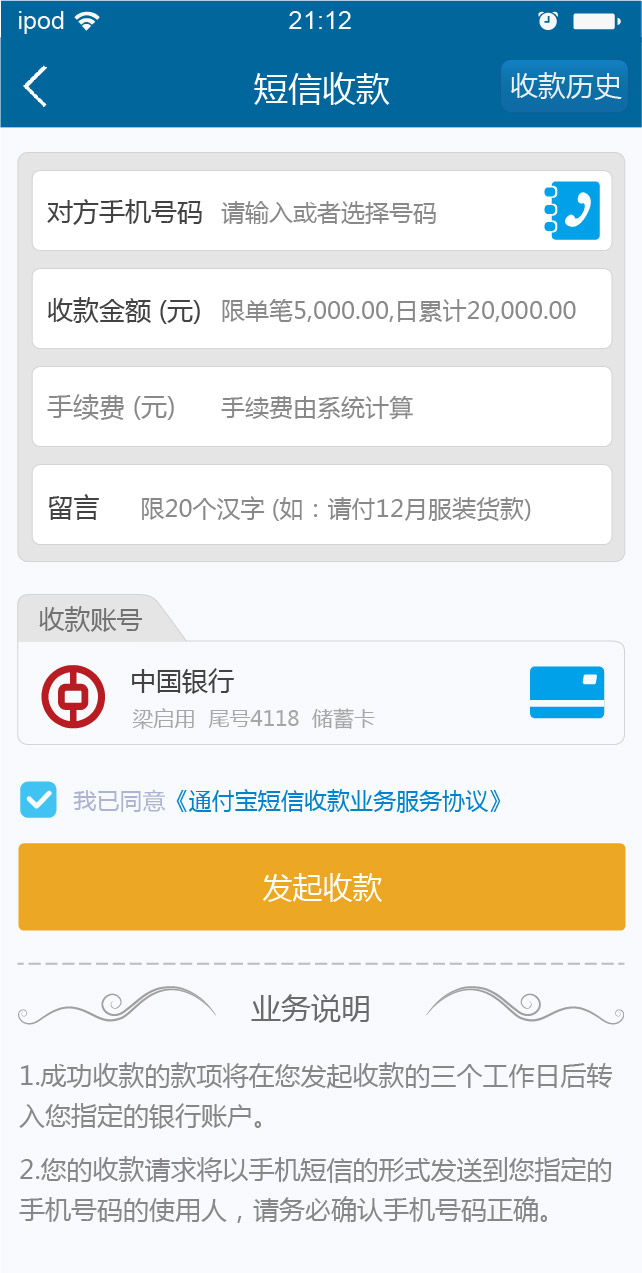 ipod 21:12
短信收款 收款历史
对方手机号码 请输入或者选择号码
收款金额 (元) 限单笔5,000.00,日累计20,000.00
手续费 (元) 手续费由系统计算
留言 限20个汉字 (如：请付12月服装货款)
收款账号
中国银行
梁启用 尾号4118 储蓄卡
我已同意《通付宝短信收款业务服务协议》
发起收款
业务说明
1.成功收款的款项将在您发起收款的三个工作日后转
入您指定的银行账户。
2.您的收款请求将以手机短信的形式发送到您指定的
手机号码的使用人，请务必确认手机号码正确。